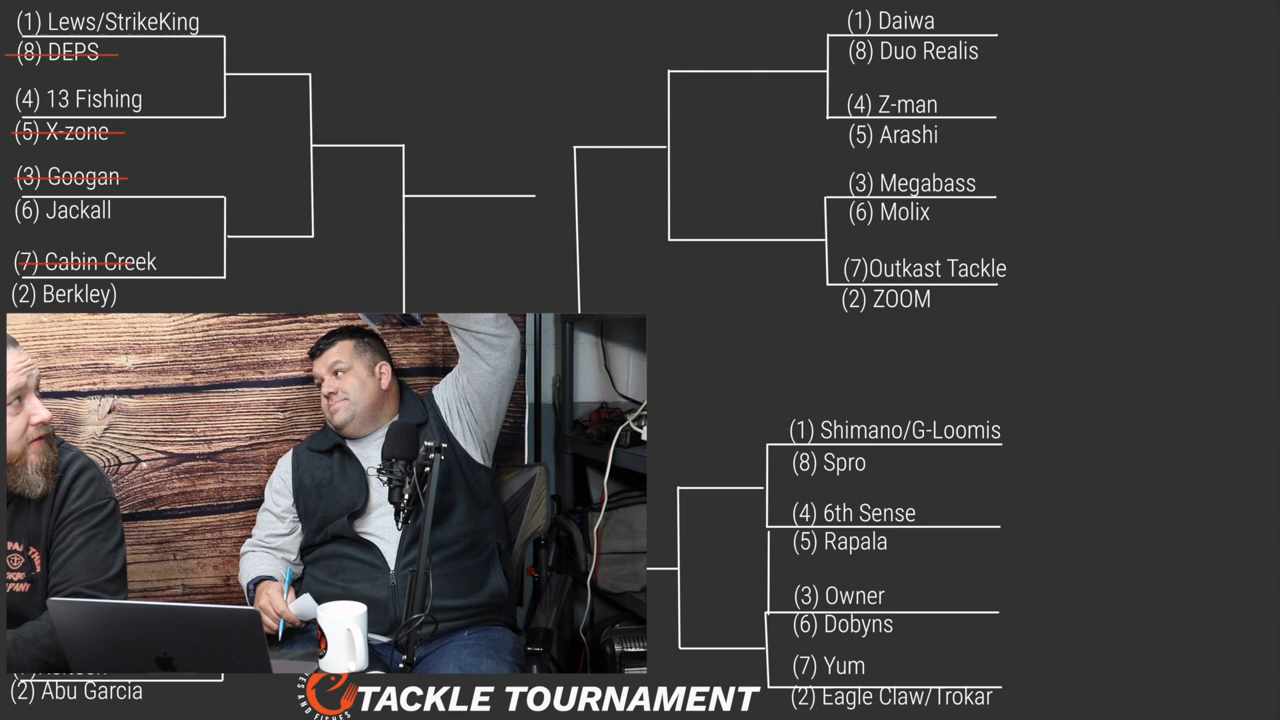 (1) Lews/StrikeKing
(8) DEPS
(4) 13 Fishing
(5) X-zone
(3) Googan
(6) Jackall
(7) Cabin Creek
(2) Berkley)
(2) Abu Garcia
(1) Daiwa
(8) Duo Realis
(4) Z-man
(5) Arashi
(3) Megabass
(6) Molix
(7)Outkast Tackle
(2) ZOOM
(1) Shimano/G-Loomis
(8) Spro
(4) 6th Sense
(5) Rapala
(3) Owner
(6) Dobyns
(7) Yum
(2) Eagle Claw/Trokar
TACKLE TOURNAMENT